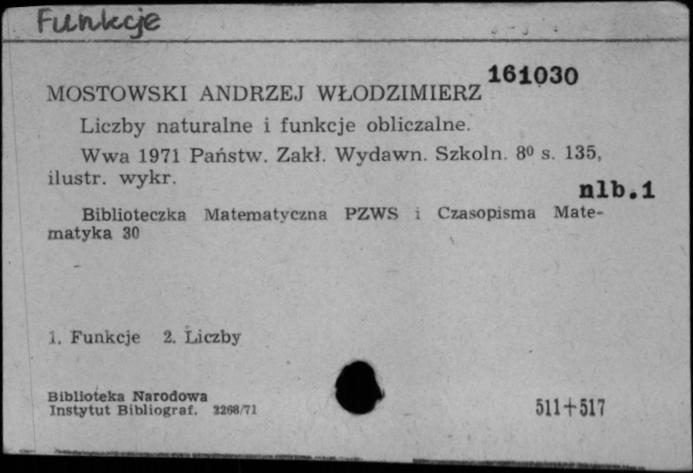 Funkcje
161030
MOSTOWSKI ANDRZEJ WŁODZIMIERZ
Liczby naturalne i funkcje obliczalne.
Wwa 1971 Państw. Zakł. Wydawn. Szkoln. 8⁰ s. 135,
ilustr. wykr.
nlb.1
Biblioteczka Matematyczna PZWS i Czasopisma Mate-
matyka 30
1. Funkcje 2. Liczby
Biblioteka Narodowa
Instytut Bibliograf. 2268/71
511+517